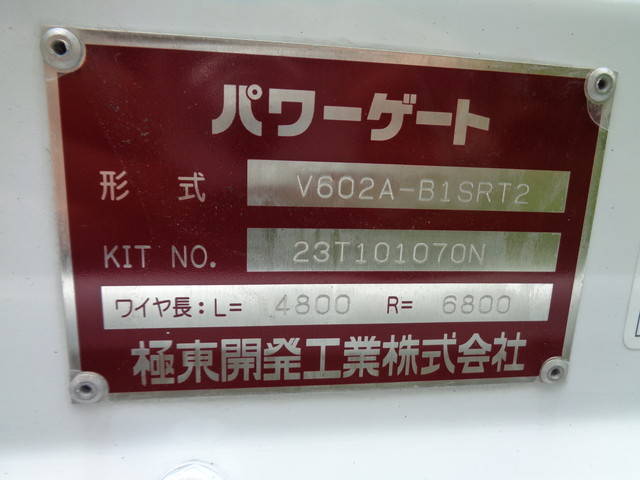 パワーゲート
形 式 V602A-B1SRT2
KIT NO. 23T101070N
ワイヤ長:L= 4800 R= 6800
極東開発工業株式会社